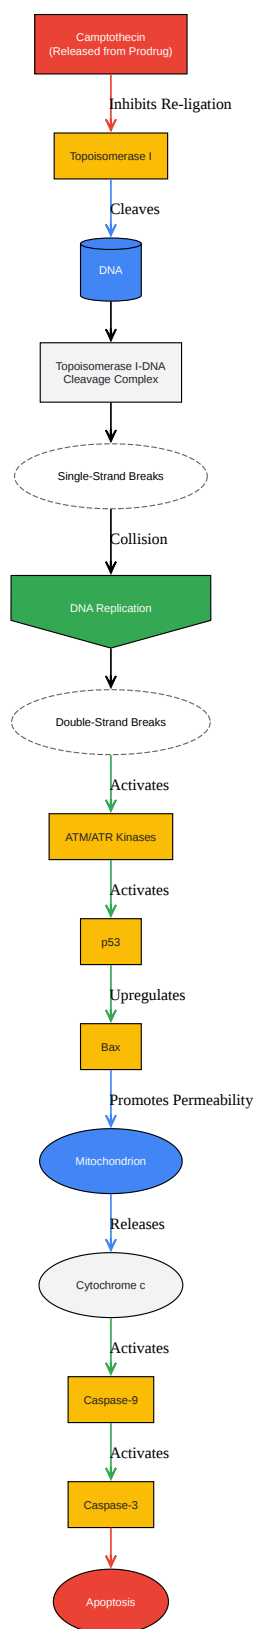 Camptothecin
(Released from Prodrug)
Inhibits Re-ligation
Topoisomerase I
Cleaves
DNA
Topoisomerase I-DNA
Cleavage Complex
Single-Strand Breaks
Collision
DNA Replication
Double-Strand Breaks
Activates
ATM/ATR Kinases
Activates
p53
Upregulates
Bax
Promotes Permeability
Mitochondrion
Releases
Cytochrome c
Activates
Caspase-9
Activates
Caspase-3
Apoptosis